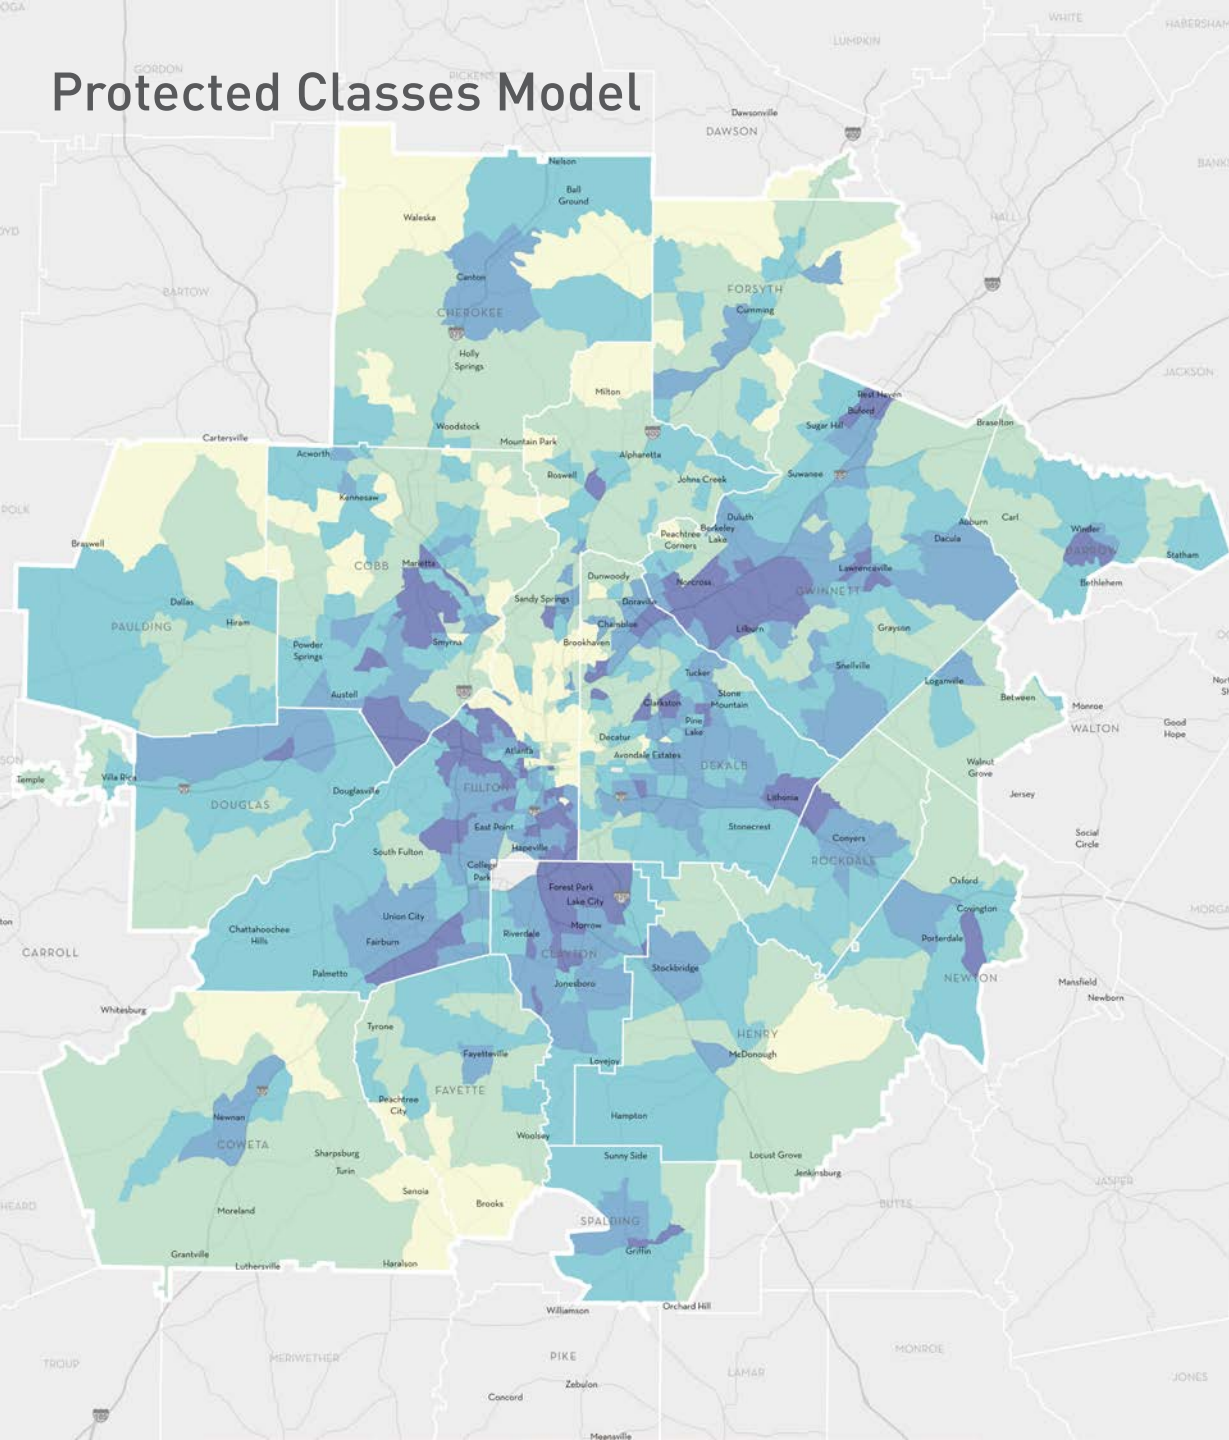 WHITE
HABERSHAM
LUMPKIN
GORDON
PICKENS
Protected Classes Model
Dawsonville
DAWSON
Nelson
Ball
Ground
Waleska
HALL
Canton
BARTOW
FORSYTH
CHEROKEE
Cumming
Holly
Springs
JACKSON
Milton
Rest Haven
Buford
Sugar Hill
Braselton
Woodstock
Mountain Park
Cartersville
Acworth
Alpharetta
Roswell
Johns Creek
Suwanee
Kennesaw
POLK
Duluth
Auburn
Carl
Berkeley
Lake
Winder
Peachtree
Corners
Dacula
Braswell
BARROW
Statham
COBB
Marietta
Lawrenceville
Dunwoody
Norcross
Bethlehem
GWINNETT
Sandy Springs
Doraville
Dallas
PAULDING
Hiram
Chamblee
Lilburn
Grayson
Smyrna
Brookhaven
Powder
Springs
Snellville
Tucker
Loganville
Austell
Stone
Mountain
Between
Clarkston
Monroe
Pine
Lake
WALTON
Good
Hope
Decatur
Atlanta
Avondale Estates
DEKALB
Walnut
Grove
Temple
Villa Rica
FULTON
Douglasville
Jersey
Lithonia
DOUGLAS
East Point
Stonecrest
Social
Circle
Conyers
South Fulton
Hapeville
ROCKDALE
College
Park
Oxford
Forest Park
Lake City
Covington
Union City
Morrow
Chattahoochee
Hills
Riverdale
Fairburn
Porterdale
CARROLL
CLAYTON
Stockbridge
Palmetto
NEWTON
Jonesboro
Mansfield
Newborn
Whitesburg
Tyrone
HENRY
Fayetteville
McDonough
Lovejoy
FAYETTE
Peachtree
City
Newnan
Hampton
Woolsey
COWETA
Sharpsburg
Sunny Side
Locust Grove
Turin
Jenkinsburg
JASPER
Senoia
Brooks
BUTTS
HEARD
Moreland
SPALDING
Griffin
Grantville
Luthersville
Haralson
Orchard Hill
Williamson
MONROE
PIKE
MERIWETHER
TROUP
LAMAR
JONES
Zebulon
Concord
Meansville